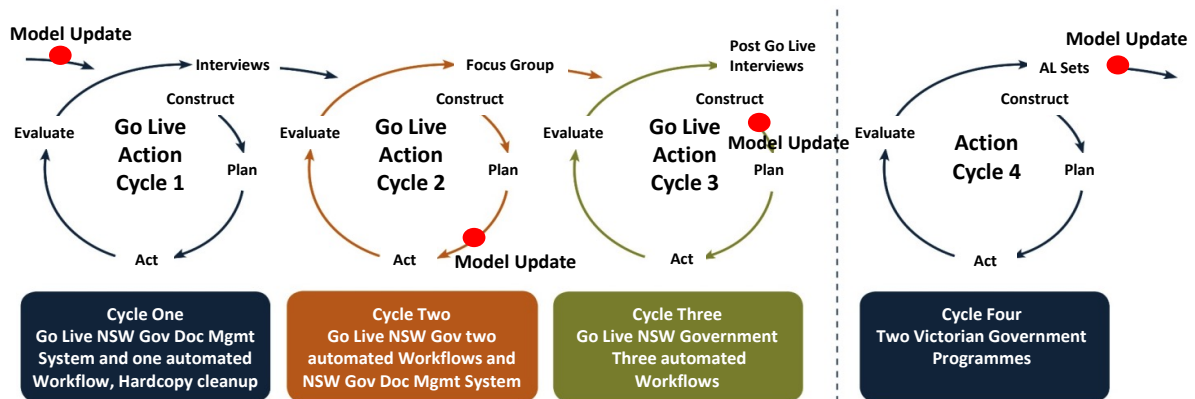 Model Update
Interviews
Construct
Evaluate
Go Live
Action
Cycle 1
Plan
Act
Focus Group
Construct
Evaluate
Go Live
Action
Cycle 2
Plan
Act
Model Update
Post Go Live
Interviews
Construct
Model Update
Evaluate
Go Live
Action
Cycle 3
Plan
Act
Model Update
AL Sets
Construct
Evaluate
Action
Cycle 4
Plan
Act
Cycle One
Go Live NSW Gov Doc Mgmt
System and one automated
Workflow, Hardcopy cleanup
Cycle Two
Go Live NSW Gov two
automated Workflows and
NSW Gov Doc Mgmt System
Cycle Three
Go Live NSW Government
Three automated
Workflows
Cycle Four
Two Victorian Government
Programmes